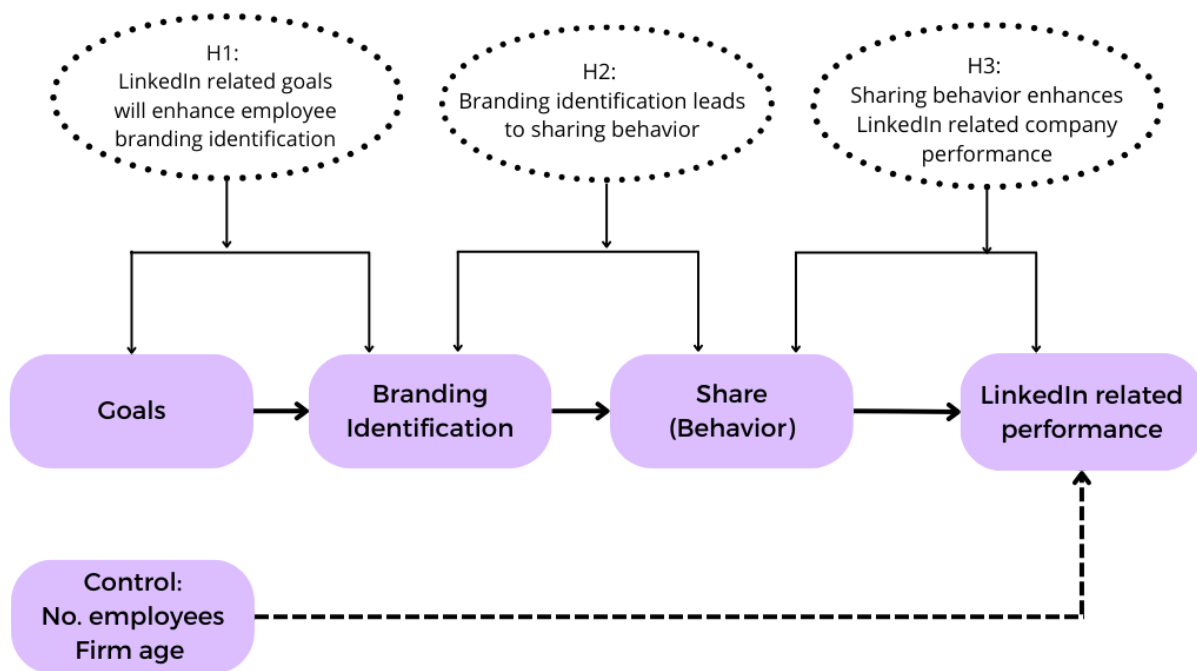 H1:
LinkedIn related goals
will enhance employee
branding identification
H2:
Branding identification leads
to sharing behavior
H3:
Sharing behavior enhances
LinkedIn related company
performance
Goals
Branding
Identification
Share
(Behavior)
LinkedIn related
performance
Control:
No. employees
Firm age